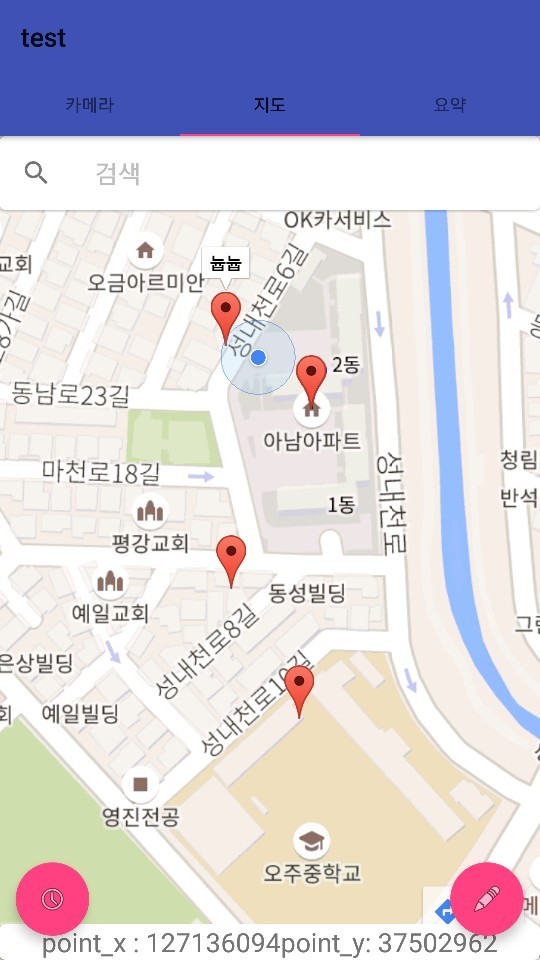 test
카메라
지도
요약
검색
OK카서비스
교회
오금아르미안
눕눕
성내천로6길
2동
동남로23길
아남아파트
마천로18길
성내천로
청림
반석
1동
평강교회
동성빌딩
예일교회
성내천로8길
은상빌딩
성내천로10길
예일빌딩
영진전공
오주중학교
point_x : 127136094point_y: 37502962